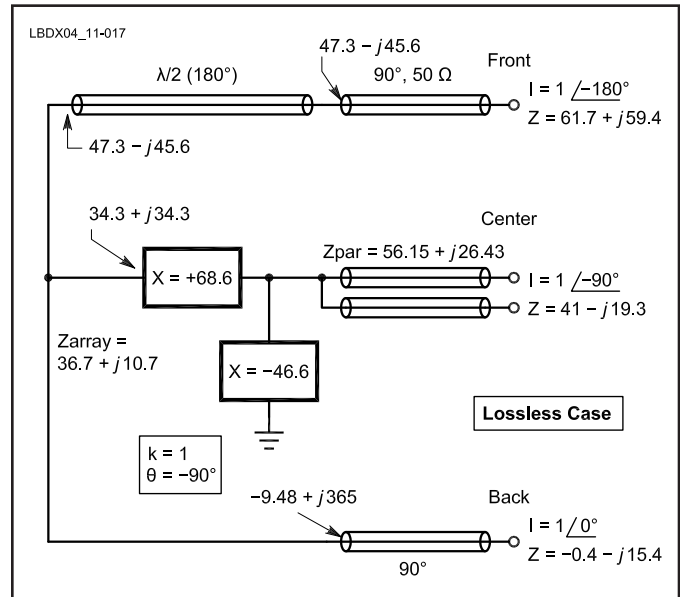 LBDX04_11-017
47.3 – j45.6
λ/2 (180°)
90°, 50 Ω
Front
I = 1 /–180°
Z = 61.7 + j59.4
47.3 – j45.6
34.3 + j34.3
Center
Zpar = 56.15 + j26.43
X = +68.6
I = 1 /–90°
Z = 41 – j19.3
Zarray =
36.7 + j10.7
X = –46.6
Lossless Case
k = 1
θ = –90°
–9.48 + j365
Back
I = 1 /0°
Z = –0.4 – j15.4
90°